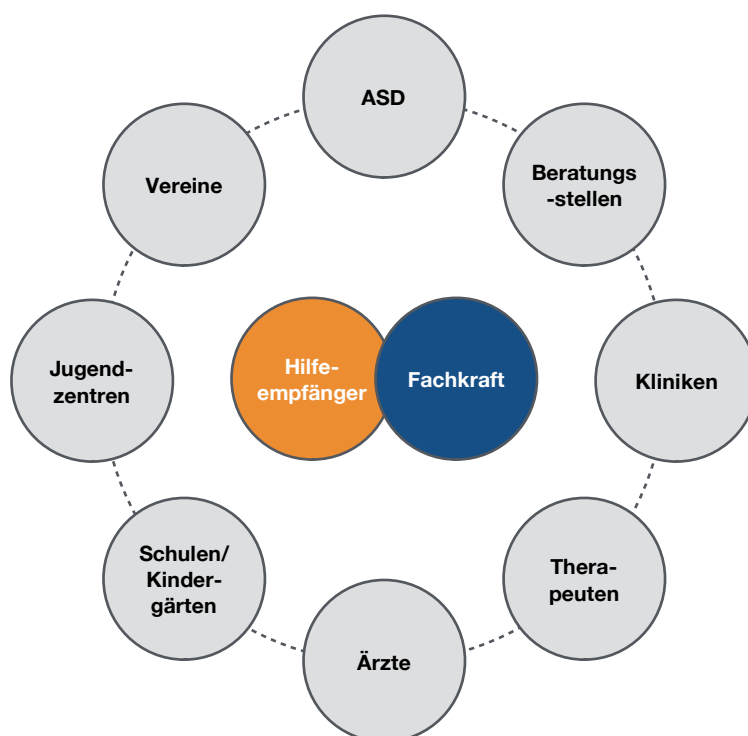 ASD
Beratungs
-stellen
Kliniken
Thera-
peuten
Ärzte
Schulen/
Kinder-
gärten
Jugend-
zentren
Vereine
Hilfe-
empfänger
Fachkraft